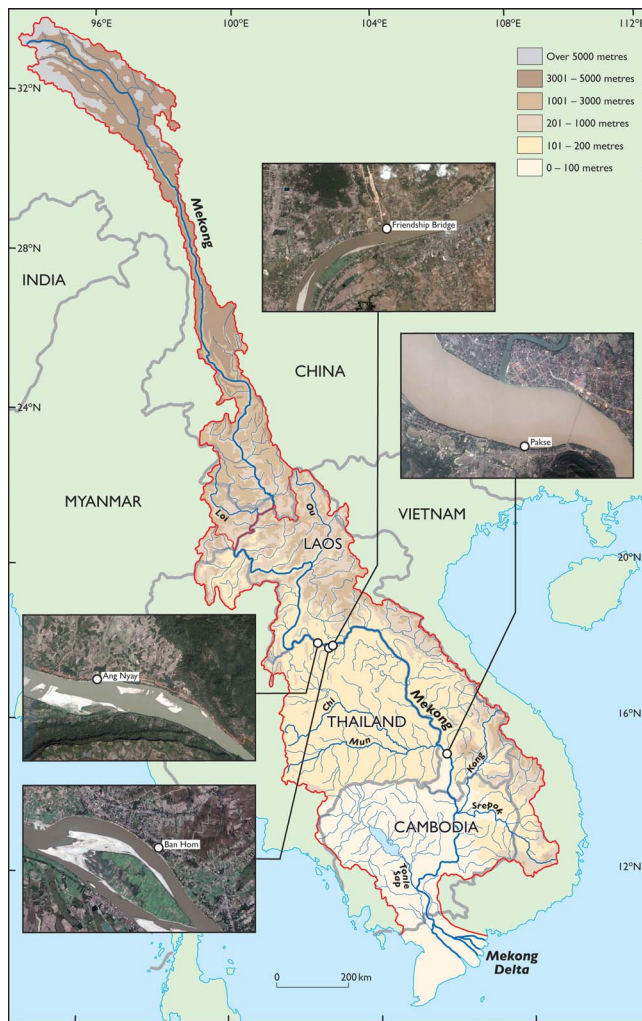 96°E
100°E
104°E
108°E
112°E
Over 5000 metres
3001 – 5000 metres
1001 – 3000 metres
201 – 1000 metres
101 – 200 metres
0 – 100 metres
32°N
Mekong
Friendship Bridge
28°N
INDIA
CHINA
Pakse
24°N
MYANMAR
VIETNAM
Loi
Ou
LAOS
20°N
Ang Nyay
Mekong
Chi
THAILAND
16°N
Mun
Kong
Srepok
CAMBODIA
Ban Hom
Tonle
Sap
12°N
Mekong
Delta
0
200 km